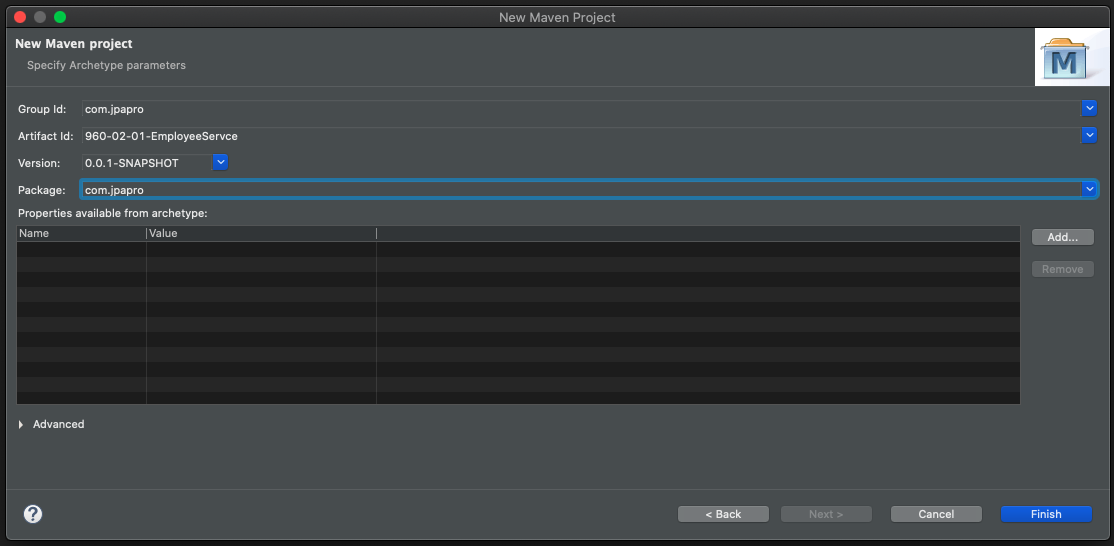 New Maven Project
New Maven project
Specify Archetype parameters
M
Group Id: com.jpapro
Artifact Id: 960-02-01-EmployeeServce
Version: 0.0.1-SNAPSHOT
Package: com.jpapro
Properties available from archetype:
Name Value
Add...
Remove
Advanced
? < Back Next > Cancel Finish